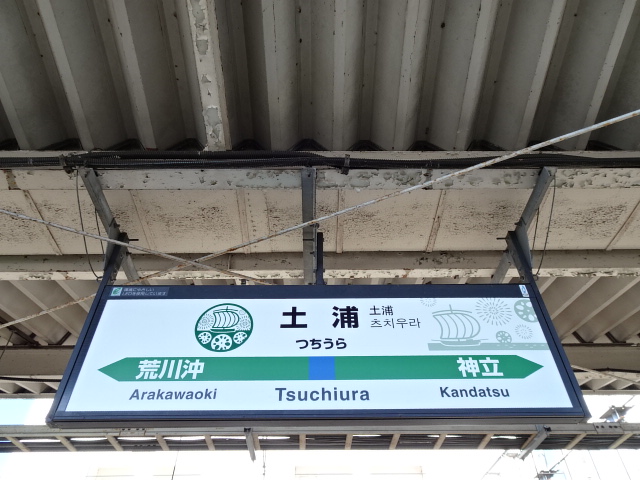 土浦
土浦
츠치우라
つちうら
荒川沖
神立
Arakawaoki
Tsuchiura
Kandatsu